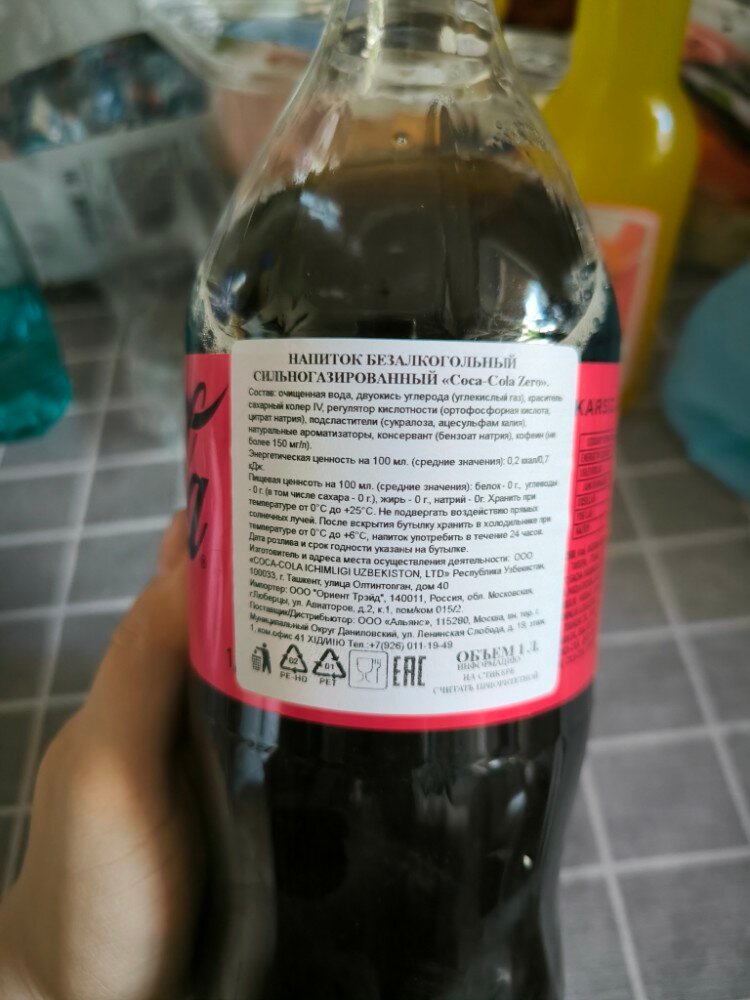 НАПИТОК БЕЗАЛКОГОЛЬНЫЙ
СИЛЬНОГАЗИРОВАННЫЙ «Coca-Cola Zero».
Состав: очищенная вода, двуокись углерода (углекислый газ), краситель
сахарный колер IV, регулятор кислотности (ортофосфорная кислота,
цитрат натрия), подсластители (сукралоза, ацесульфам калия),
натуральные ароматизаторы, консервант (бензоат натрия), кофеин (не
более 150 мг/л).
Энергетическая ценность на 100 мл. (средние значения): 0,2 ккал/0,7
кДж.
Пищевая ценнсоть на 100 мл. (средние значения): белок - 0 г., углеводы
- 0 г. (в том числе сахара - 0 г.), жиры - 0 г., натрий - 0г. Хранить при
температуре от 0°С до +25°С. Не подвергать воздействию прямых
солнечных лучей. После вскрытия бутылку хранить в холодильнике при
температуре от 0°С до +6°С, напиток употребить в течение 24 часов.
Дата розлива и срок годности указаны на бутылке.
Изготовитель и адреса места осуществления деятельности: ООО
«COCA-COLA ICHIMLIGI UZBEKISTON, LTD» Республика Узбекистан,
100033, г. Ташкент, улица Олтинтопган, дом 40
Импортер: ООО "Ориент Трэйд", 140011, Россия, обл. Московская,
г.Люберцы, ул. Авиаторов, д.2, к.1, пом/ком 015/2.
Поставщик/Дистрибьютор: ООО «Альянс», 115280, Москва, вн. тер. г.
Муниципальный Округ Даниловский, ул. Ленинская Слобода, д. 19, этаж
1, ком.офис 41 ХIД/ИЮ Тел.:+7(926) 011-19-49
02
PE-HD
01
PET
EAC
ОБЪЕМ 1 Л.
ИНФОРМАЦИЮ
НА СТИКЕРЕ
СЧИТАТЬ ПРИОРИТЕТНОЙ